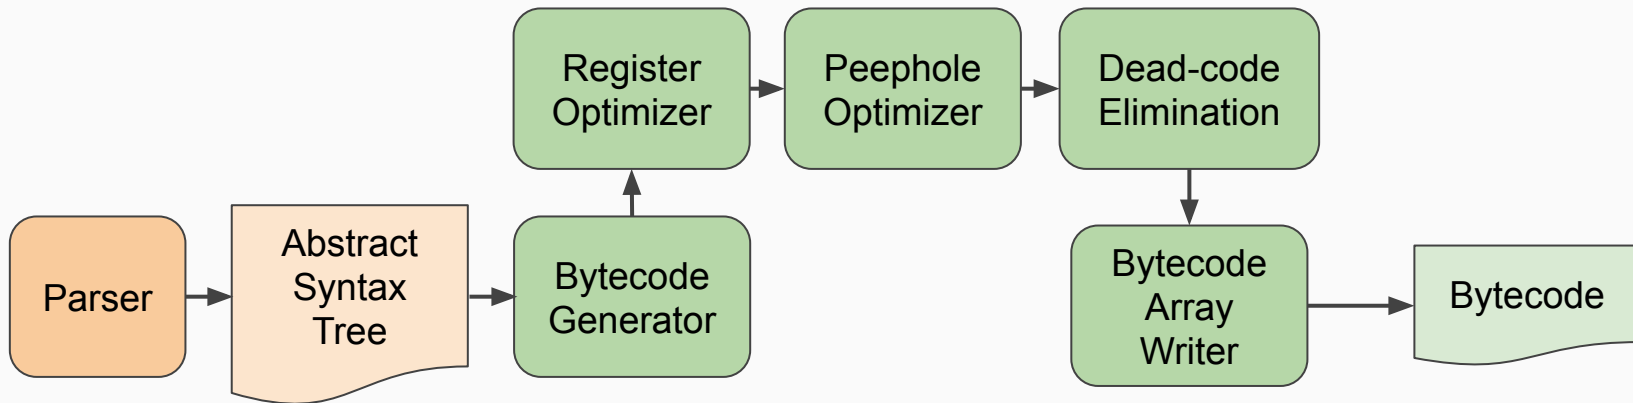 Parser
Abstract
Syntax
Tree
Bytecode
Generator
Register
Optimizer
Peephole
Optimizer
Dead-code
Elimination
Bytecode
Array
Writer
Bytecode